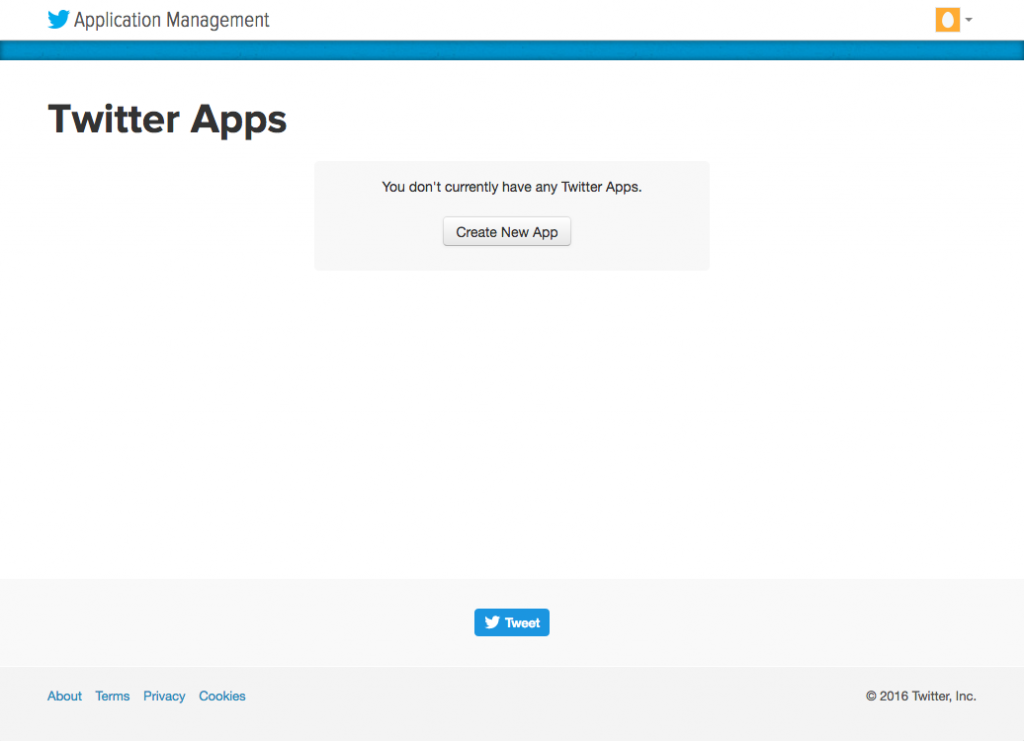 Application Management
Twitter Apps
You don't currently have any Twitter Apps.
Create New App
Tweet
About Terms Privacy Cookies
© 2016 Twitter, Inc.